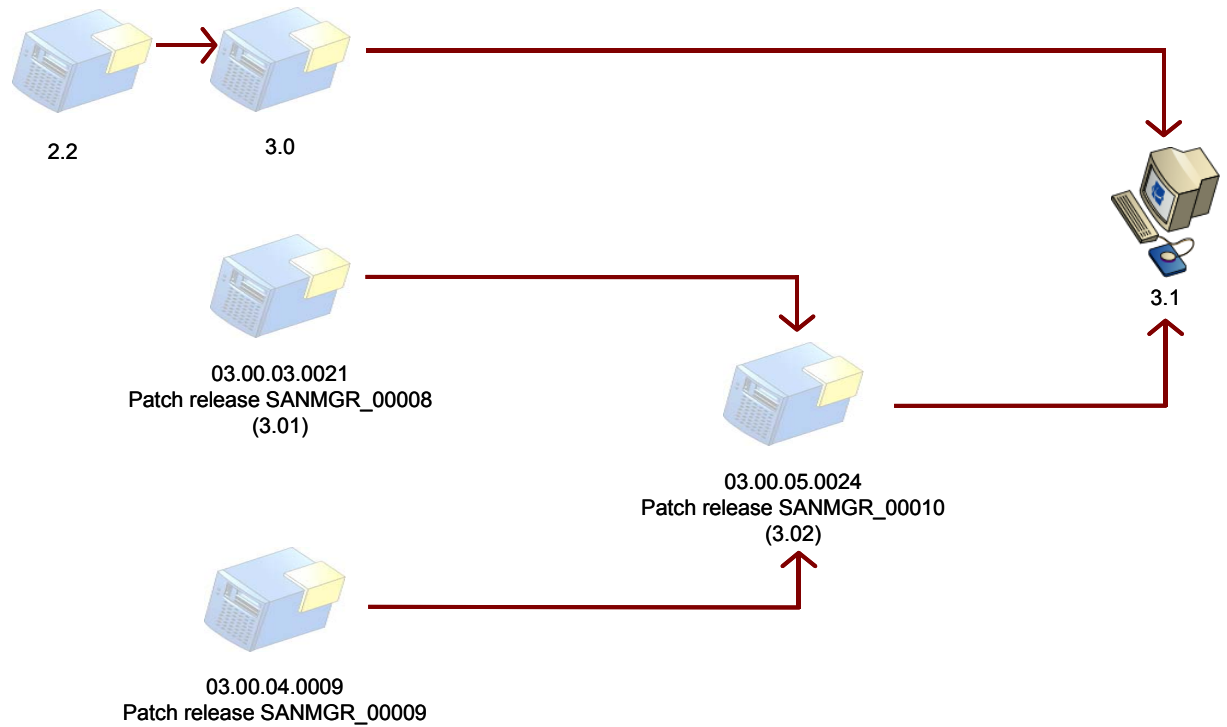 2.2
3.0
3.1
03.00.03.0021
Patch release SANMGR_00008
(3.01)
03.00.05.0024
Patch release SANMGR_00010
(3.02)
03.00.04.0009
Patch release SANMGR_00009